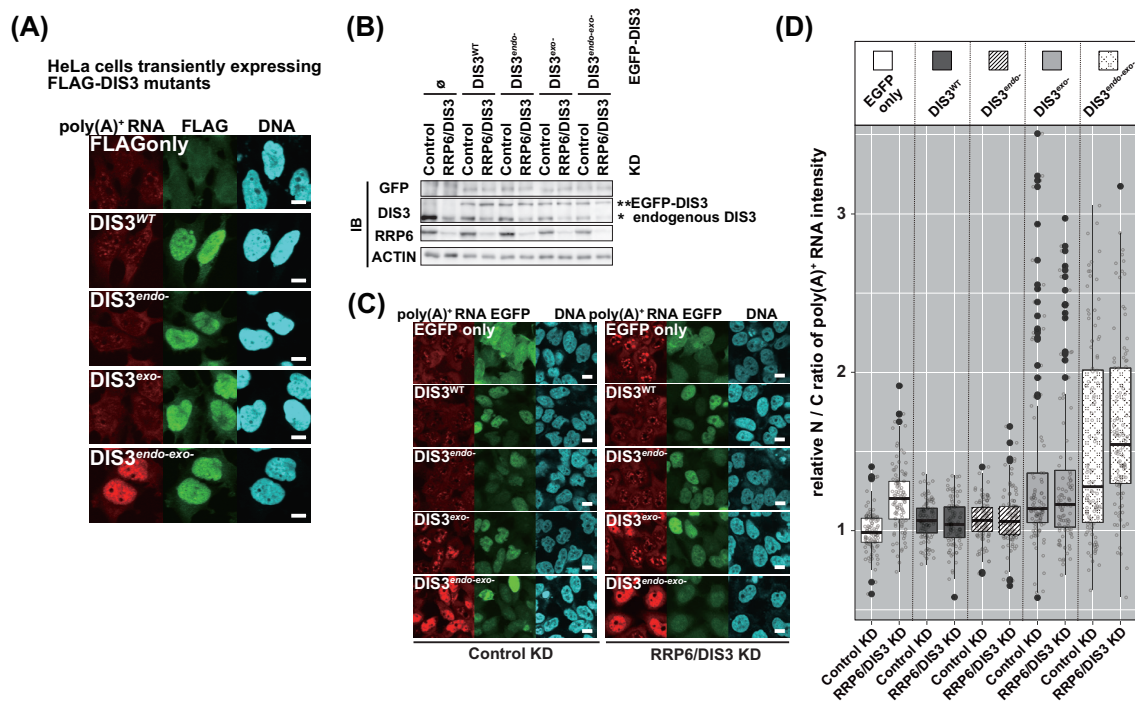 (A)
HeLa cells transiently expressing
FLAG-DIS3 mutants
poly(A)+ RNA FLAG DNA
FLAGonly
DIS3WT
DIS3endo-
DIS3exo-
DIS3endo-exo-
(B)
ø
DIS3WT
DIS3endo-
DIS3exo-
DIS3endo-exo-
EGFP-DIS3
Control
RRP6/DIS3
Control
RRP6/DIS3
Control
RRP6/DIS3
Control
RRP6/DIS3
Control
RRP6/DIS3
KD
IB
GFP
DIS3
RRP6
ACTIN
**EGFP-DIS3
* endogenous DIS3
(C)
poly(A)+ RNA EGFP DNA poly(A)+ RNA EGFP DNA
EGFP only EGFP only
DIS3WT DIS3WT
DIS3endo- DIS3endo-
DIS3exo- DIS3exo-
DIS3endo-exo- DIS3endo-exo-
Control KD RRP6/DIS3 KD
(D)
EGFP
only
DIS3WT
DIS3endo-
DIS3exo-
DIS3endo-exo-
relative N / C ratio of poly(A)+ RNA intensity
3
2
1
Control KD
RRP6/DIS3 KD
Control KD
RRP6/DIS3 KD
Control KD
RRP6/DIS3 KD
Control KD
RRP6/DIS3 KD
Control KD
RRP6/DIS3 KD